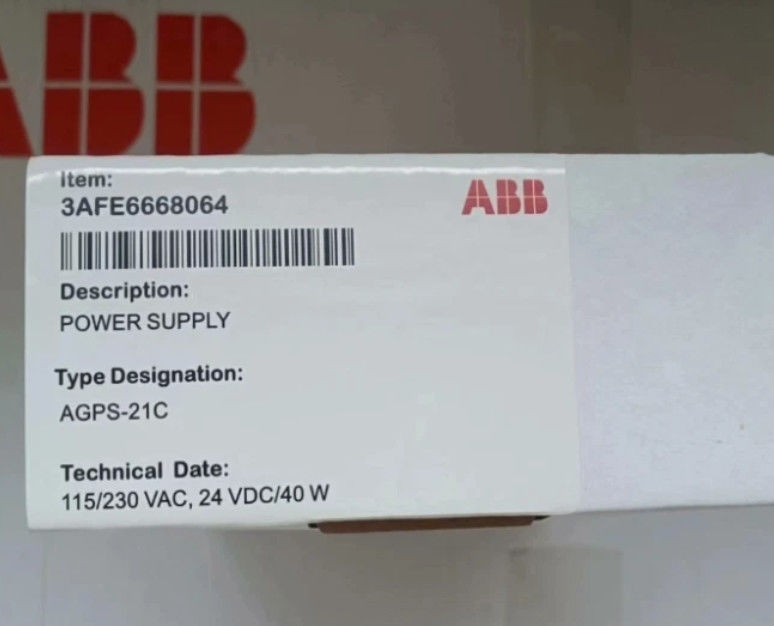 ABB
Item:
3AFE6668064
ABB
Description:
POWER SUPPLY
Type Designation:
AGPS-21C
Technical Date:
115/230 VAC, 24 VDC/40 W